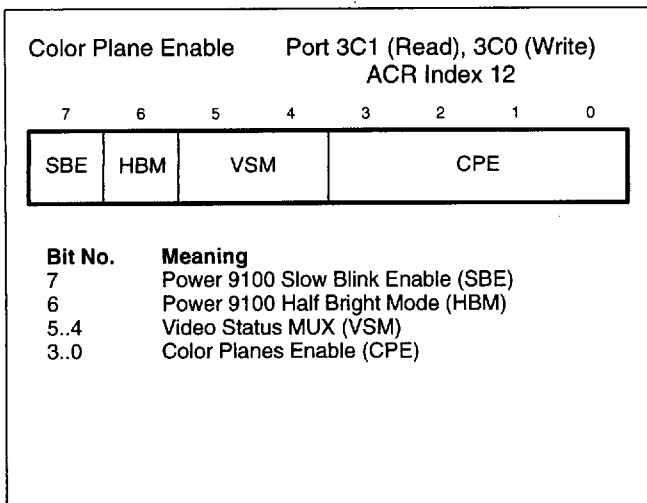 Color Plane Enable Port 3C1 (Read), 3C0 (Write)
ACR Index 12
7 6 5 4 3 2 1 0
SBE HBM VSM CPE
Bit No. Meaning
7 Power 9100 Slow Blink Enable (SBE)
6 Power 9100 Half Bright Mode (HBM)
5..4 Video Status MUX (VSM)
3..0 Color Planes Enable (CPE)